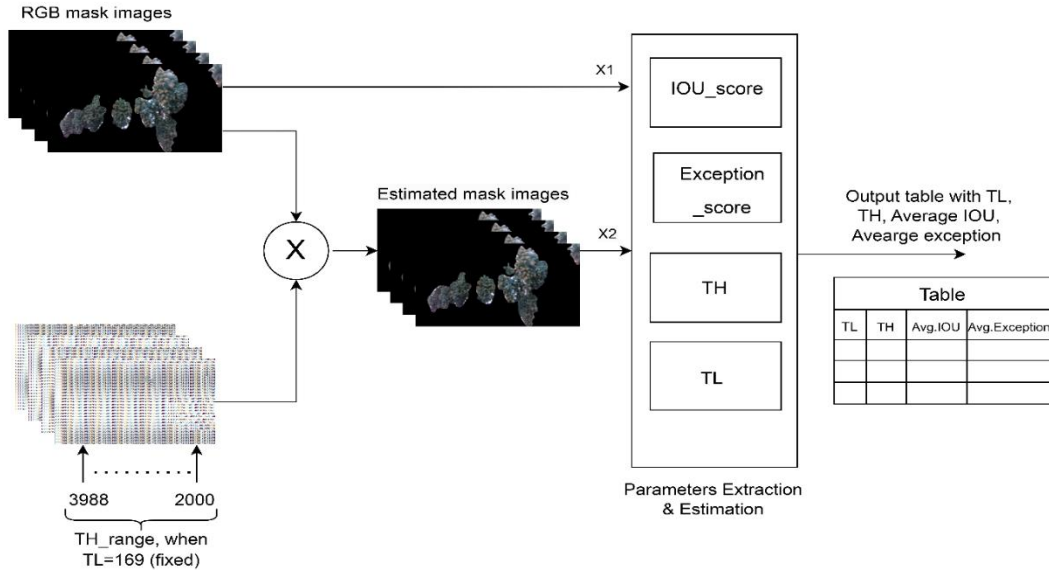 RGB mask images
X1
IOU_score
Exception
_score
Estimated mask images
X
X2
TH
TL
Output table with TL,
TH, Average IOU,
Avearge exception
Table
TL TH Avg.IOU Avg.Exception
3988 2000
TH_range, when
TL=169 (fixed)
Parameters Extraction
& Estimation